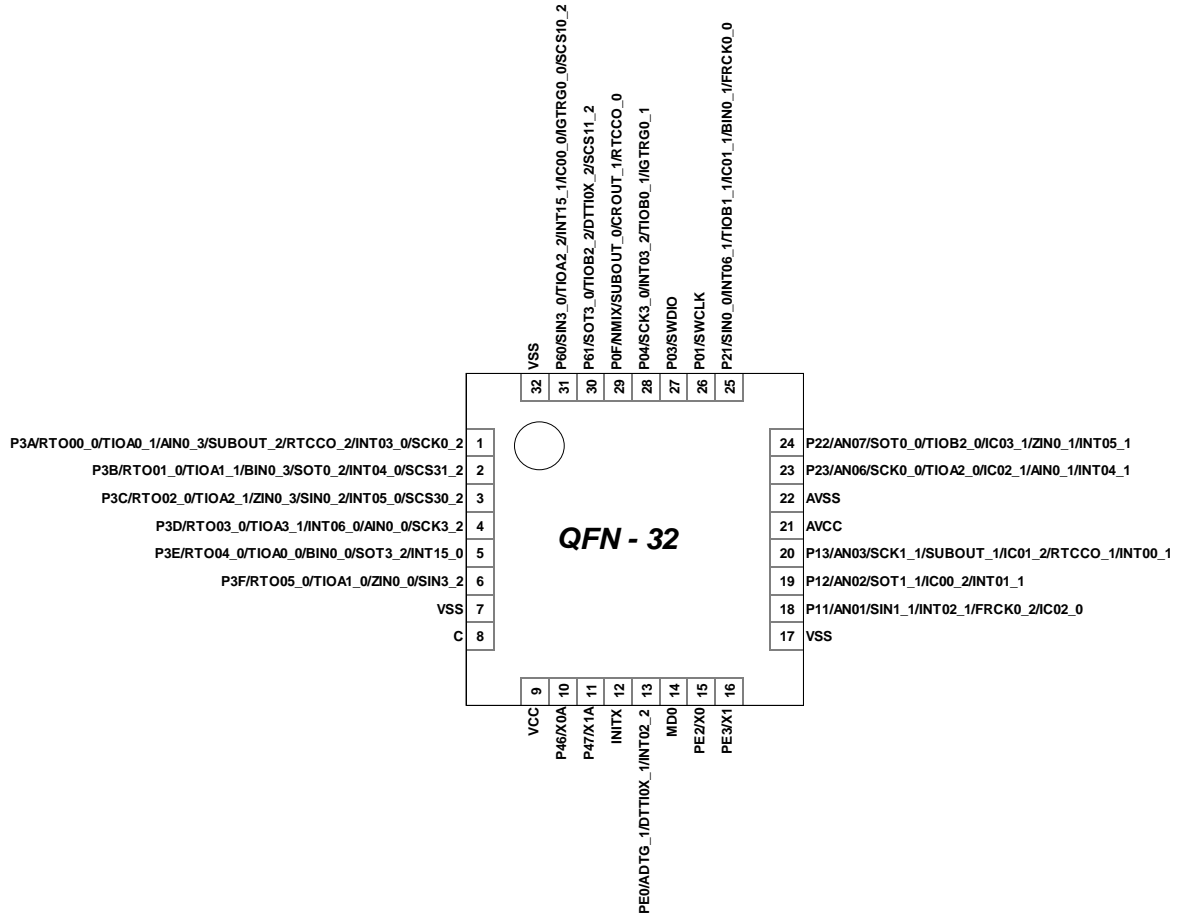 P60/SIN3_0/TIOA2_2/INT15_1/IC00_0/IGTRG0_0/SCS10_2
P61/SOT3_0/TIOB2_2/DTTI0X_2/SCS11_2
P0F/NMIX/SUBOUT_0/CROUT_1/RTCCO_0
P04/SCK3_0/INT03_2/TIOB0_1/IGTRG0_1
P21/SIN0_0/INT06_1/TIOB1_1/IC01_1/BIN0_1/FRCK0_0
VSS
P03/SWDIO
P01/SWCLK
32 31 30 29 28 27 26 25
P3A/RTO00_0/TIOA0_1/AIN0_3/SUBOUT_2/RTCCO_2/INT03_0/SCK0_2 1
24 P22/AN07/SOT0_0/TIOB2_0/IC03_1/ZIN0_1/INT05_1
P3B/RTO01_0/TIOA1_1/BIN0_3/SOT0_2/INT04_0/SCS31_2 2
23 P23/AN06/SCK0_0/TIOA2_0/IC02_1/AIN0_1/INT04_1
P3C/RTO02_0/TIOA2_1/ZIN0_3/SIN0_2/INT05_0/SCS30_2 3
22 AVSS
P3D/RTO03_0/TIOA3_1/INT06_0/AIN0_0/SCK3_2 4
21 AVCC
QFN - 32
P3E/RTO04_0/TIOA0_0/BIN0_0/SOT3_2/INT15_0 5
20 P13/AN03/SCK1_1/SUBOUT_1/IC01_2/RTCCO_1/INT00_1
P3F/RTO05_0/TIOA1_0/ZIN0_0/SIN3_2 6
19 P12/AN02/SOT1_1/IC00_2/INT01_1
VSS 7
18 P11/AN01/SIN1_1/INT02_1/FRCK0_2/IC02_0
C 8
17 VSS
9 10 11 12 13 14 15 16
VCC
P46/X0A
P47/X1A
INITX
PE0/ADTG_1/DTTI0X_1/INT02_2
MD0
PE2/X0
PE3/X1